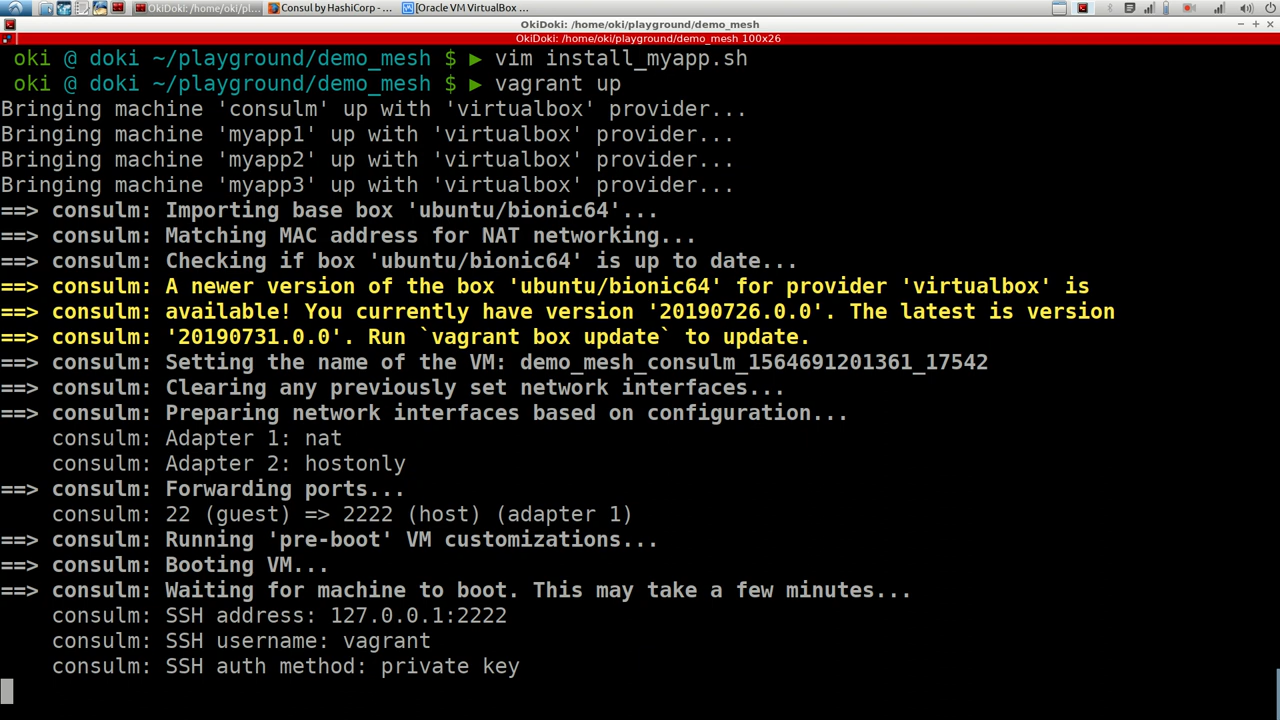 OkiDoki: /home/oki/pl...
Consul by HashiCorp - ...
[Oracle VM VirtualBox ...
OkiDoki: /home/oki/playground/demo_mesh
OkiDoki: /home/oki/playground/demo_mesh 100x26
oki @ doki ~/playground/demo_mesh $ ▶ vim install_myapp.sh
oki @ doki ~/playground/demo_mesh $ ▶ vagrant up
Bringing machine 'consulm' up with 'virtualbox' provider...
Bringing machine 'myapp1' up with 'virtualbox' provider...
Bringing machine 'myapp2' up with 'virtualbox' provider...
Bringing machine 'myapp3' up with 'virtualbox' provider...
==> consulm: Importing base box 'ubuntu/bionic64'...
==> consulm: Matching MAC address for NAT networking...
==> consulm: Checking if box 'ubuntu/bionic64' is up to date...
==> consulm: A newer version of the box 'ubuntu/bionic64' for provider 'virtualbox' is
==> consulm: available! You currently have version '20190726.0.0'. The latest is version
==> consulm: '20190731.0.0'. Run `vagrant box update` to update.
==> consulm: Setting the name of the VM: demo_mesh_consulm_1564691201361_17542
==> consulm: Clearing any previously set network interfaces...
==> consulm: Preparing network interfaces based on configuration...
    consulm: Adapter 1: nat
    consulm: Adapter 2: hostonly
==> consulm: Forwarding ports...
    consulm: 22 (guest) => 2222 (host) (adapter 1)
==> consulm: Running 'pre-boot' VM customizations...
==> consulm: Booting VM...
==> consulm: Waiting for machine to boot. This may take a few minutes...
    consulm: SSH address: 127.0.0.1:2222
    consulm: SSH username: vagrant
    consulm: SSH auth method: private key